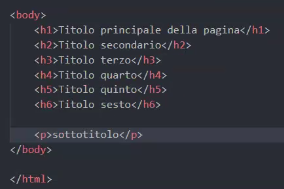 <body>
<h1>Titolo principale della pagina</h1>
<h2>Titolo secondario</h2>
<h3>Titolo terzo</h3>
<h4>Titolo quarto</h4>
<h5>Titolo quinto</h5>
<h6>Titolo sesto</h6>
<p>sottotitolo</p>
</body>
</html>